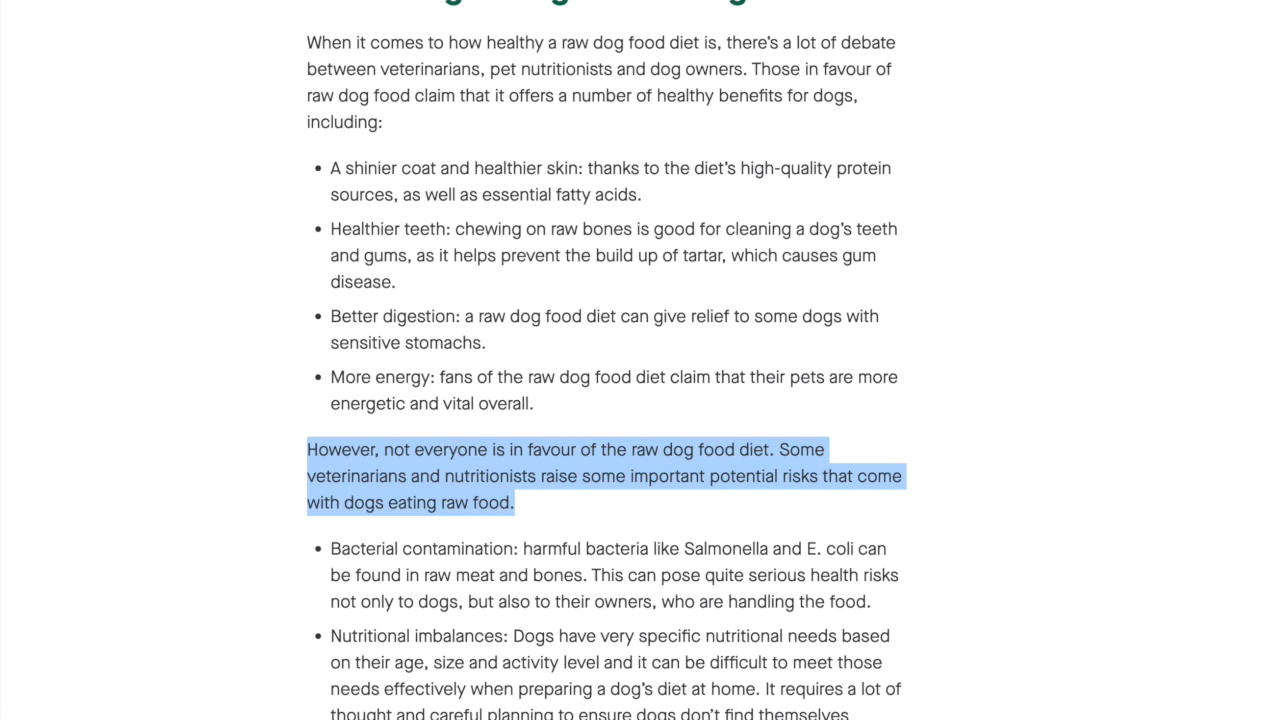 When it comes to how healthy a raw dog food diet is, there's a lot of debate
between veterinarians, pet nutritionists and dog owners. Those in favour of
raw dog food claim that it offers a number of healthy benefits for dogs,
including:
• A shinier coat and healthier skin: thanks to the diet's high-quality protein
sources, as well as essential fatty acids.
• Healthier teeth: chewing on raw bones is good for cleaning a dog's teeth
and gums, as it helps prevent the build up of tartar, which causes gum
disease.
• Better digestion: a raw dog food diet can give relief to some dogs with
sensitive stomachs.
• More energy: fans of the raw dog food diet claim that their pets are more
energetic and vital overall.
However, not everyone is in favour of the raw dog food diet. Some
veterinarians and nutritionists raise some important potential risks that come
with dogs eating raw food.
• Bacterial contamination: harmful bacteria like Salmonella and E. coli can
be found in raw meat and bones. This can pose quite serious health risks
not only to dogs, but also to their owners, who are handling the food.
• Nutritional imbalances: Dogs have very specific nutritional needs based
on their age, size and activity level and it can be difficult to meet those
needs effectively when preparing a dog's diet at home. It requires a lot of
thought and careful planning to ensure dogs don't find themselves